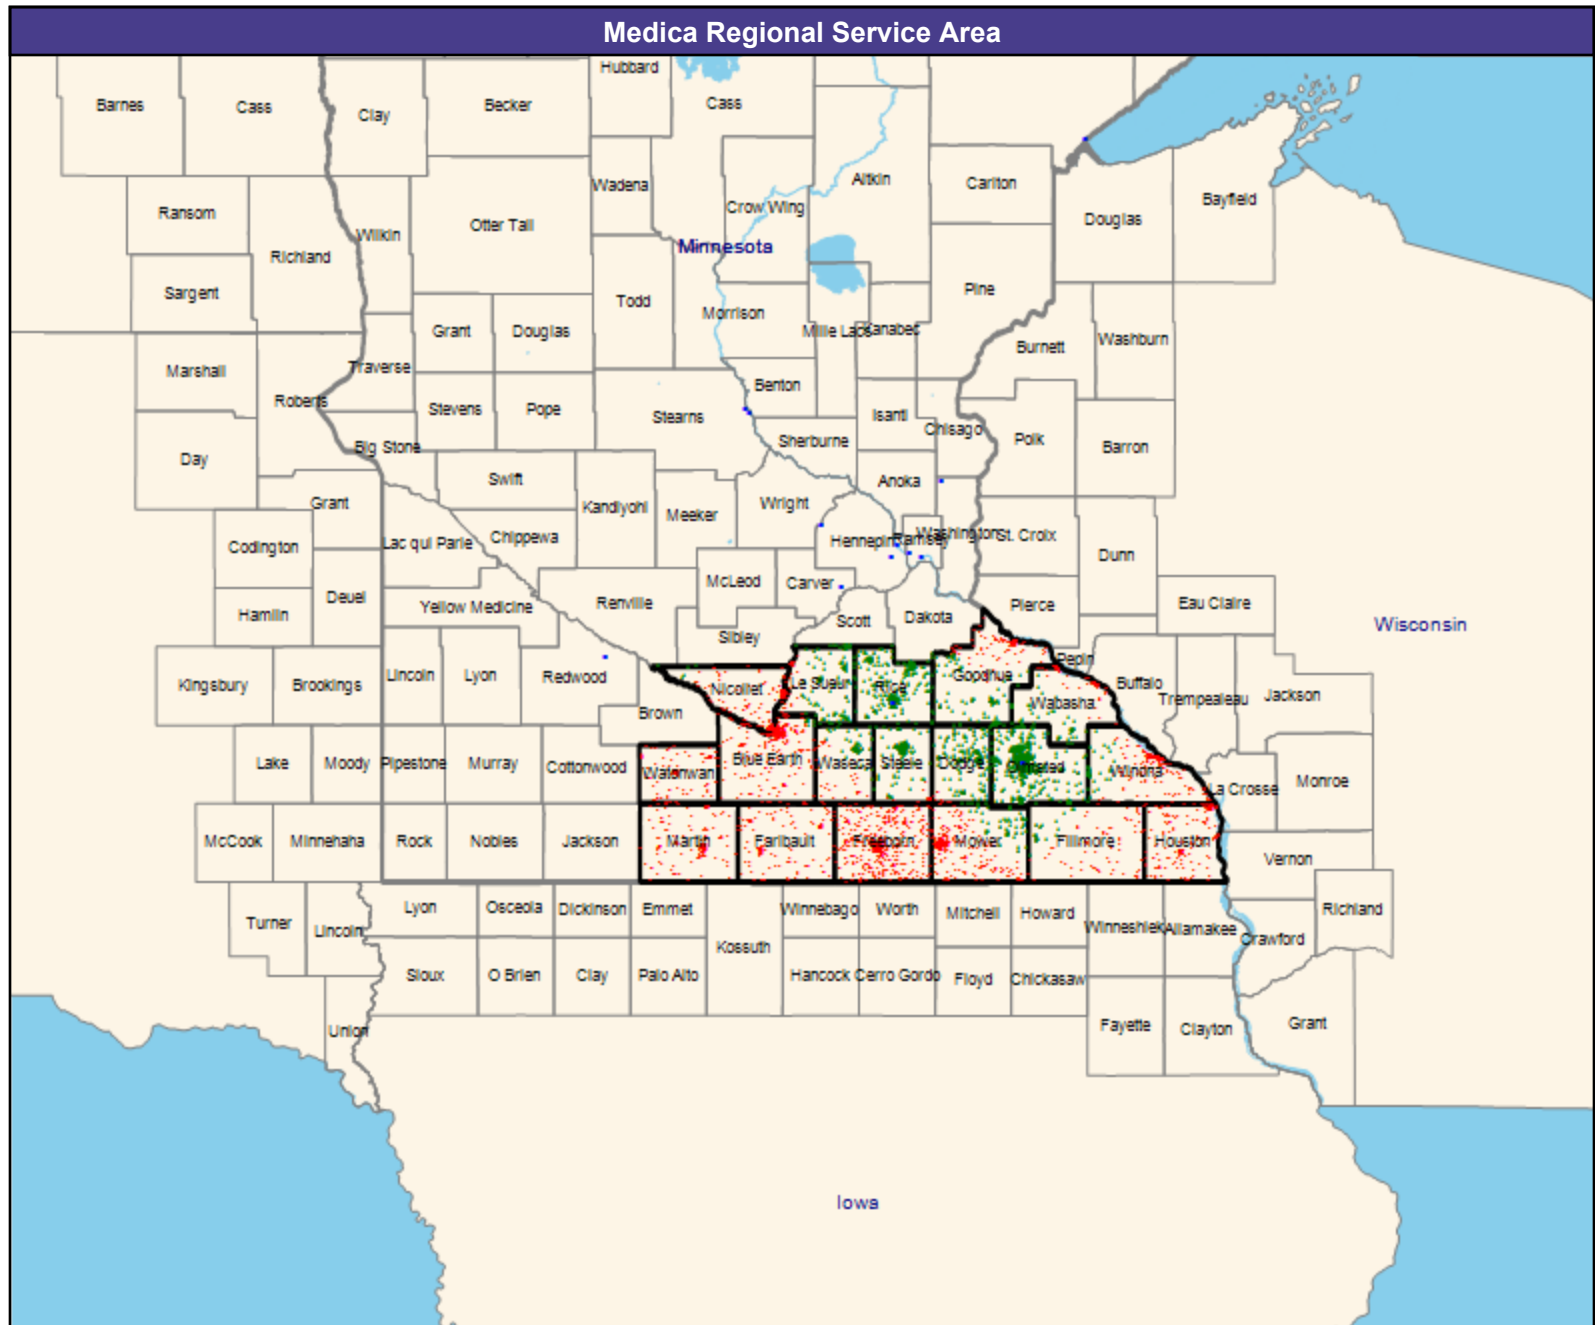 Medica Regional Service Area
Hubbard
Barnes
Cass
Clay
Becker
Cass
Wadena
Aitkin
Carlton
Ransom
Crow Wing
Bayfield
Douglas
Otter Tail
Wilkin
Richland
Minnesota
Sargent
Pine
Todd
Morrison
Grant
Douglas
Mille Lacs
Kanabec
Burnett
Washburn
Marshall
Traverse
Benton
Roberts
Stevens
Pope
Stearns
Isanti
Chisago
Polk
Barron
Big Stone
Sherburne
Day
Swift
Anoka
Grant
Kandiyohi
Meeker
Wright
Codington
Lac qui Parle
Chippewa
Hennepin
Ramsey
Washington
St. Croix
Dunn
McLeod
Carver
Deuel
Hamlin
Yellow Medicine
Renville
Scott
Dakota
Pierce
Eau Claire
Sibley
Wisconsin
Kingsbury
Brookings
Lincoln
Lyon
Redwood
Nicollet
Le Sueur
Rice
Goodhue
Pepin
Buffalo
Trempealeau
Jackson
Brown
Wabasha
Lake
Moody
Pipestone
Murray
Cottonwood
Watonwan
Blue Earth
Waseca
Steele
Dodge
Olmsted
Winona
La Crosse
Monroe
McCook
Minnehaha
Rock
Nobles
Jackson
Martin
Faribault
Freeborn
Mower
Fillmore
Houston
Vernon
Turner
Lincoln
Lyon
Osceola
Dickinson
Emmet
Kossuth
Winnebago
Worth
Mitchell
Howard
Winneshiek
Allamakee
Crawford
Richland
Sioux
O Brien
Clay
Palo Alto
Hancock
Cerro Gordo
Floyd
Chickasaw
Union
Fayette
Clayton
Grant
Iowa